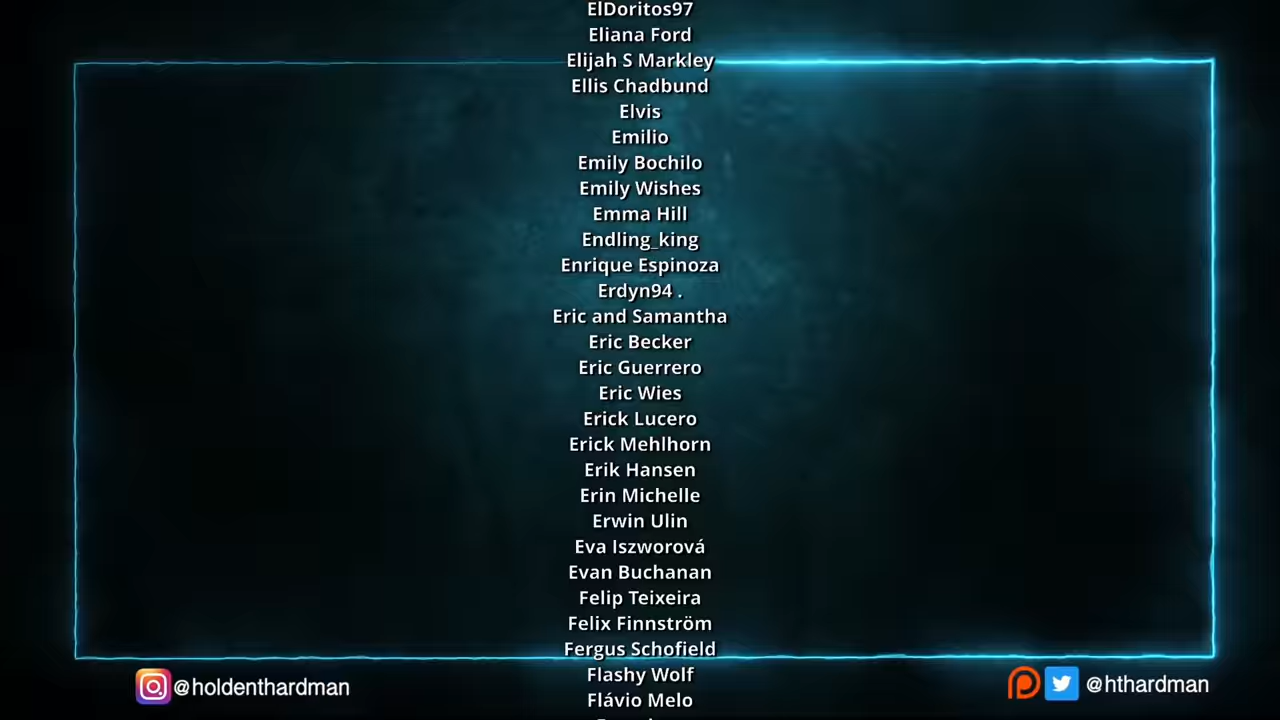 ElDoritos97
Eliana Ford
Elijah S Markley
Ellis Chadbund
Elvis
Emilio
Emily Bochilo
Emily Wishes
Emma Hill
Endling_king
Enrique Espinoza
Erdyn94 .
Eric and Samantha
Eric Becker
Eric Guerrero
Eric Wies
Erick Lucero
Erick Mehlhorn
Erik Hansen
Erin Michelle
Erwin Ulin
Eva Iszworová
Evan Buchanan
Felip Teixeira
Felix Finnström
Fergus Schofield
Flashy Wolf
Flávio Melo
@holdenthardman
@hthardman